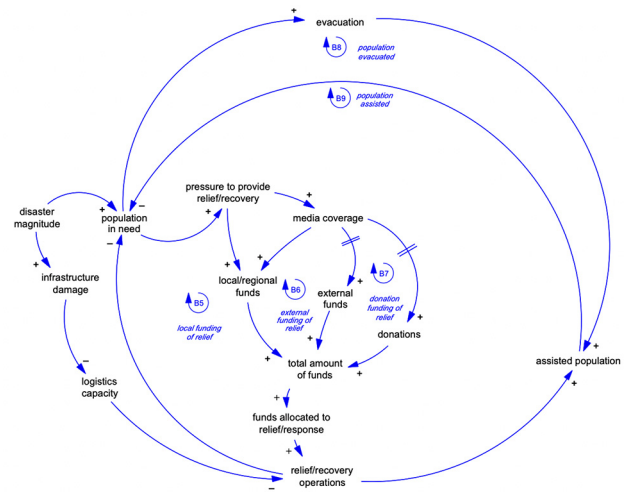 +
evacuation
B8
population
evacuated
B9
population
assisted
pressure to provide
relief/recovery
+
media coverage
disaster
magnitude
+
−
population
in need
−
+
+
infrastructure
damage
+
+
local/regional
funds
B5
local funding
of relief
B6
external
funding of
relief
+
external
funds
B7
donation
funding of
relief
+
donations
+
+
+
total amount
of funds
−
logistics
capacity
+
assisted population
+
+
funds allocated to
relief/response
+
relief/recovery
operations
−